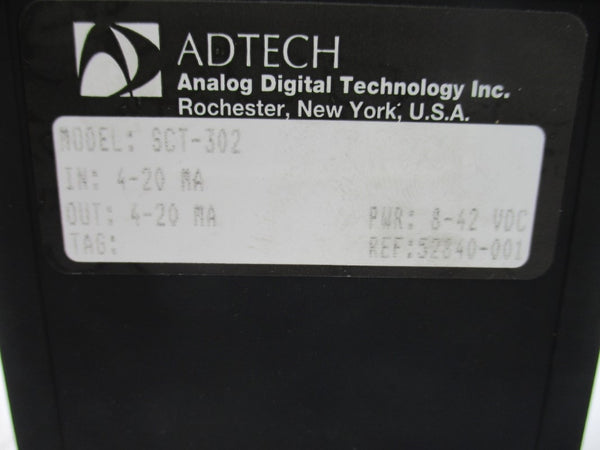 ADTECH
Analog Digital Technology Inc.
Rochester, New York, U.S.A.
MODEL: SCT-302
IN: 4-20 MA
OUT: 4-20 MA PWR: 8-42 VDC
TAG: REF:52840-001